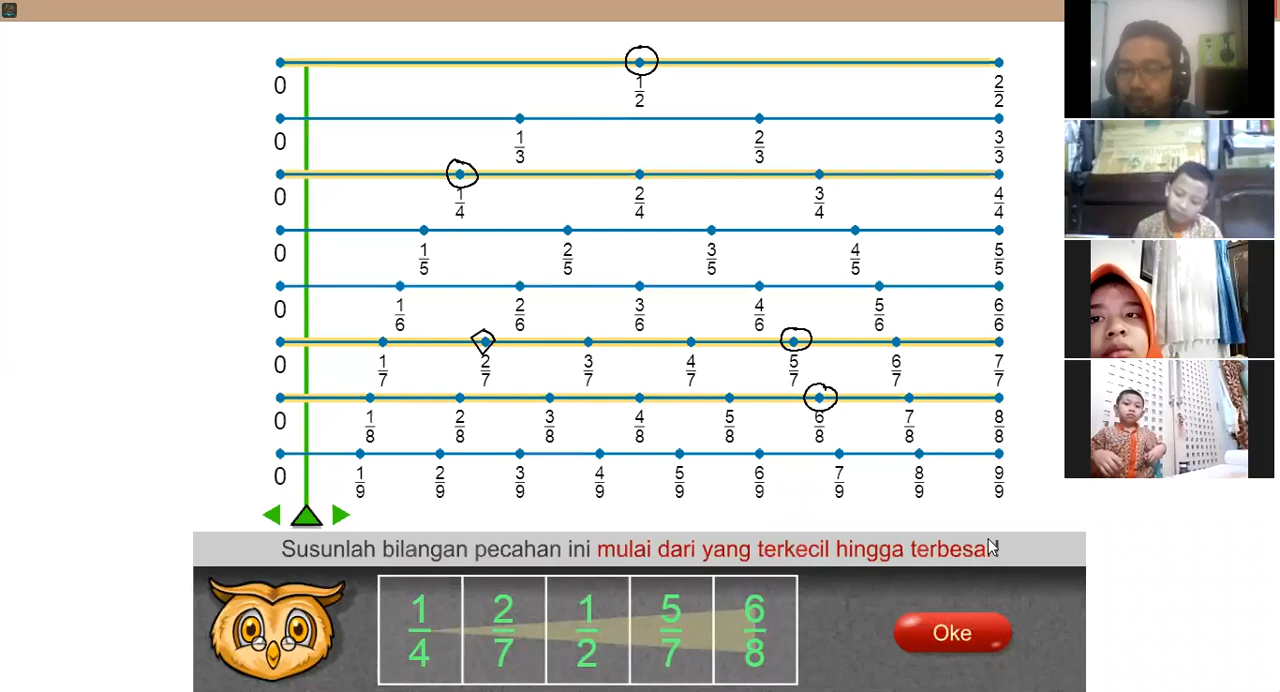 0 1/2 2/2
0 1/3 2/3 3/3
0 1/4 2/4 3/4 4/4
0 1/5 2/5 3/5 4/5 5/5
0 1/6 2/6 3/6 4/6 5/6 6/6
0 1/7 2/7 3/7 4/7 5/7 6/7 7/7
0 1/8 2/8 3/8 4/8 5/8 6/8 7/8 8/8
0 1/9 2/9 3/9 4/9 5/9 6/9 7/9 8/9 9/9
Susunlah bilangan pecahan ini mulai dari yang terkecil hingga terbesar!
1/4 2/7 1/2 5/7 6/8
Oke